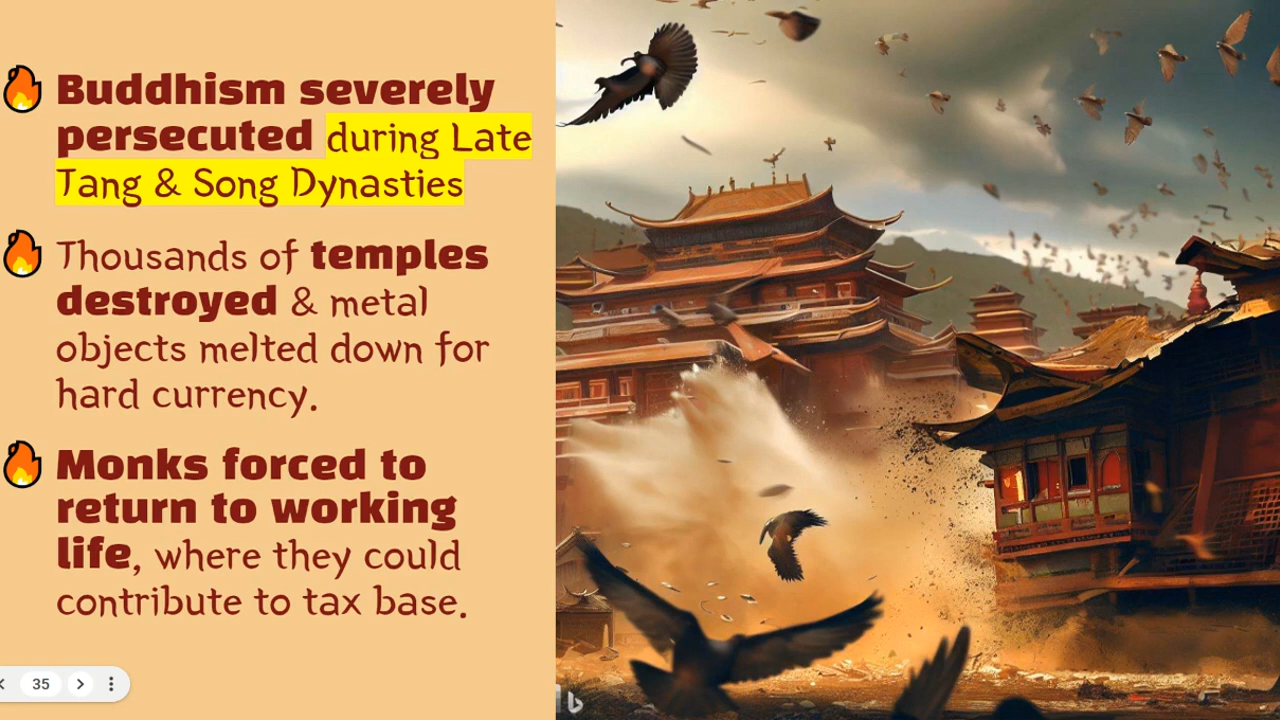 Buddhism severely
persecuted during Late
Tang & Song Dynasties
Thousands of temples
destroyed & metal
objects melted down for
hard currency.
Monks forced to
return to working
life, where they could
contribute to tax base.
35
b